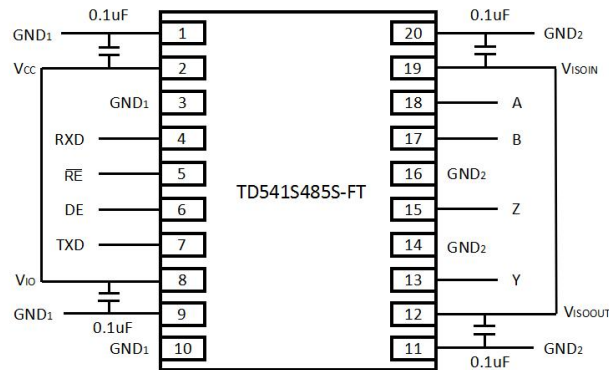 0.1uF 0.1uF
GND₁ 1 20 GND₂
Vcc 2 19 VISOIN
GND₁ 3 18 A
RXD 4 17 B
R̅E̅ 5 16 GND₂
DE 6 TD541S485S-FT 15 Z
TXD 7 14 GND₂
VIO 8 13 Y
GND₁ 9 12 VISOOUT
0.1uF
GND₁ 10 11 GND₂
0.1uF